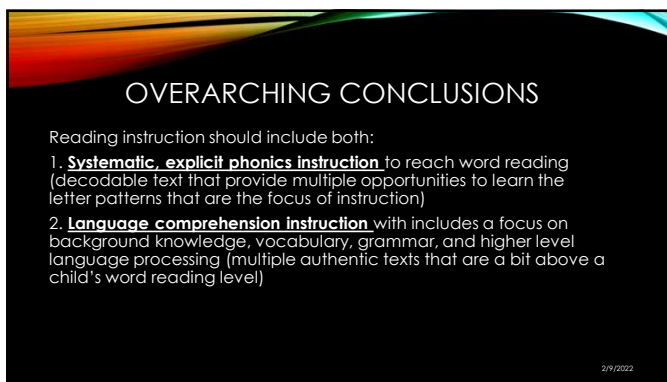 OVERARCHING CONCLUSIONS
Reading instruction should include both:
1. Systematic, explicit phonics instruction to reach word reading
(decodable text that provide multiple opportunities to learn the
letter patterns that are the focus of instruction)
2. Language comprehension instruction with includes a focus on
background knowledge, vocabulary, grammar, and higher level
language processing (multiple authentic texts that are a bit above a
child's word reading level)
2/9/2022